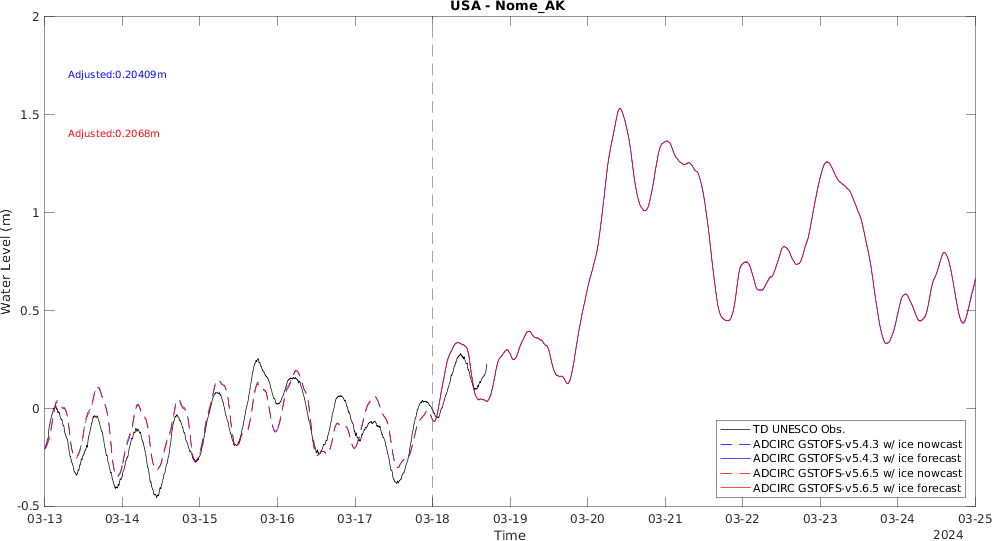 USA - Nome_AK
2
Adjusted:0.20409m
1.5
Adjusted:0.2068m
1
Water Level (m)
0.5
0
-0.5
TD UNESCO Obs.
ADCIRC GSTOFS-v5.4.3 w/ ice nowcast
ADCIRC GSTOFS-v5.4.3 w/ ice forecast
ADCIRC GSTOFS-v5.6.5 w/ ice nowcast
ADCIRC GSTOFS-v5.6.5 w/ ice forecast
03-13 03-14 03-15 03-16 03-17 03-18 03-19 03-20 03-21 03-22 03-23 03-24 03-25
Time
2024